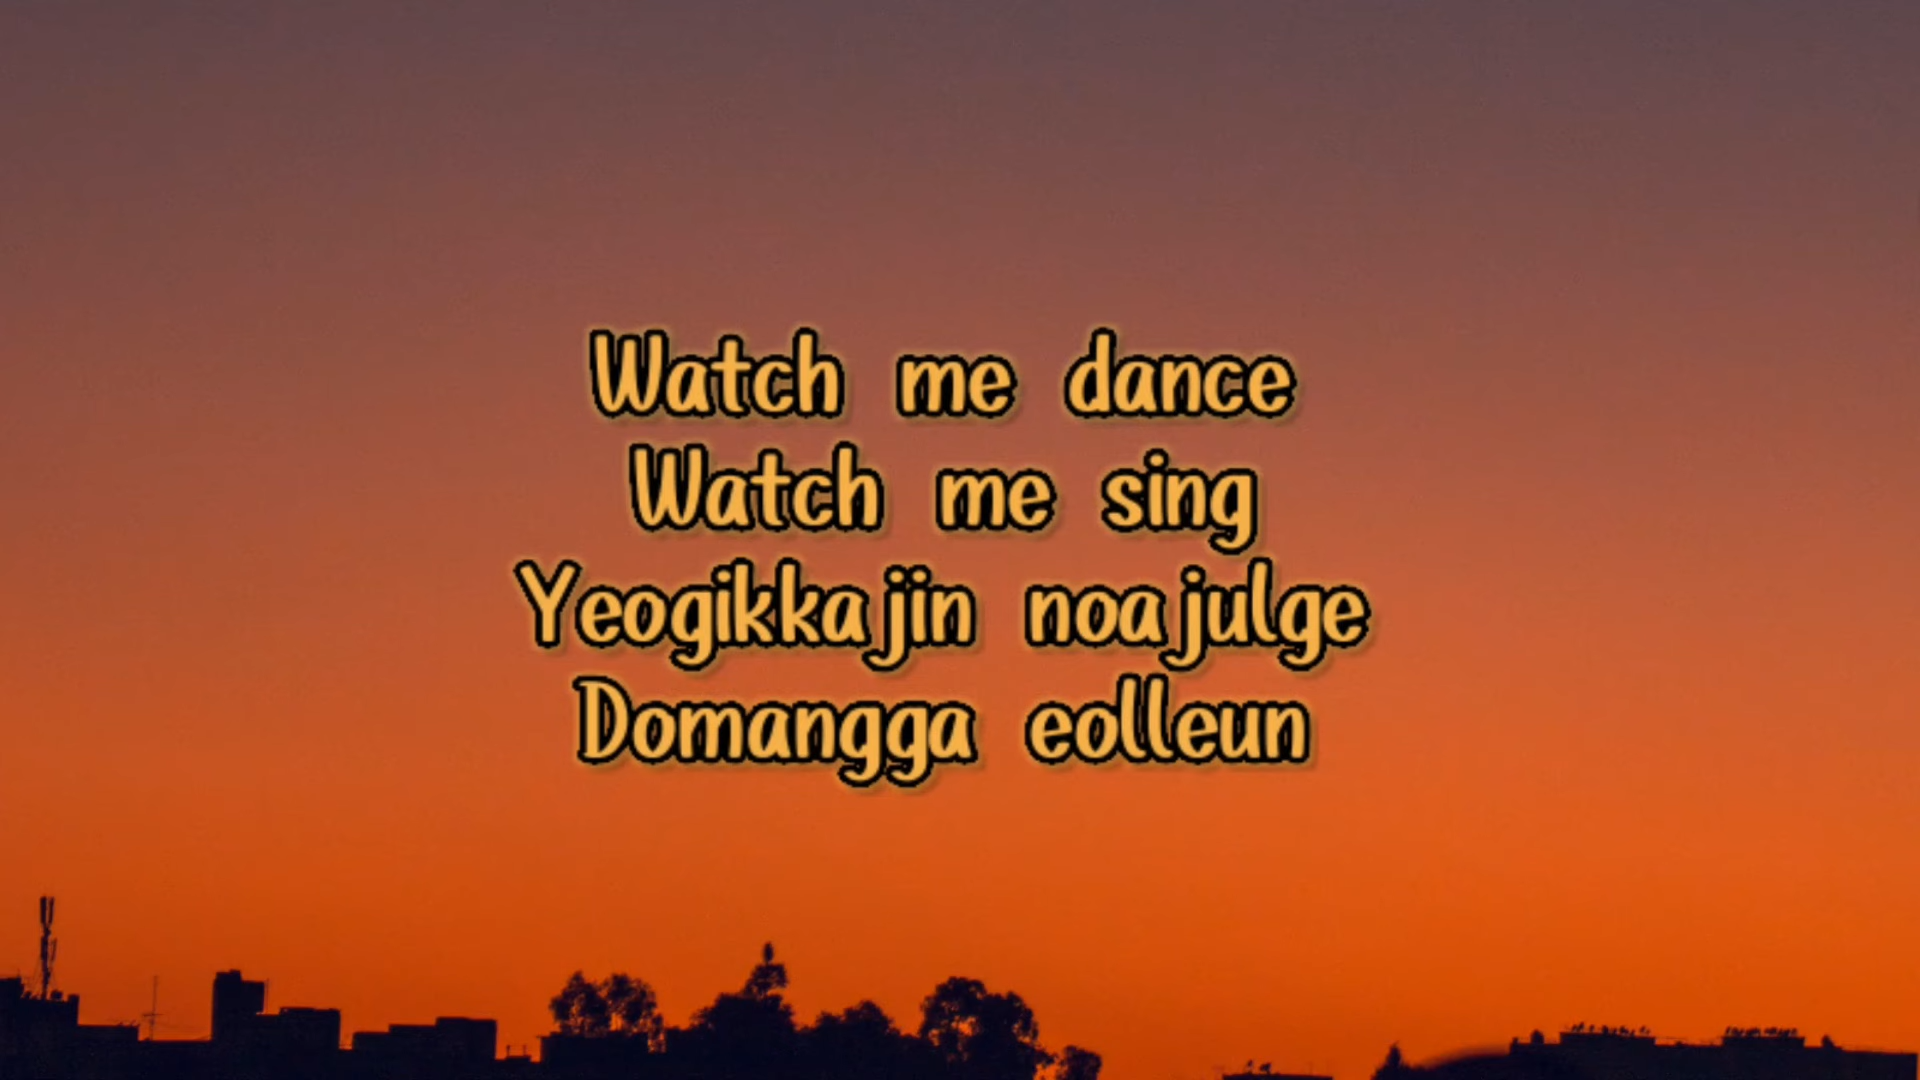 Watch me dance
Watch me sing
Yeogikkajin noajulge
Domangga eolleun